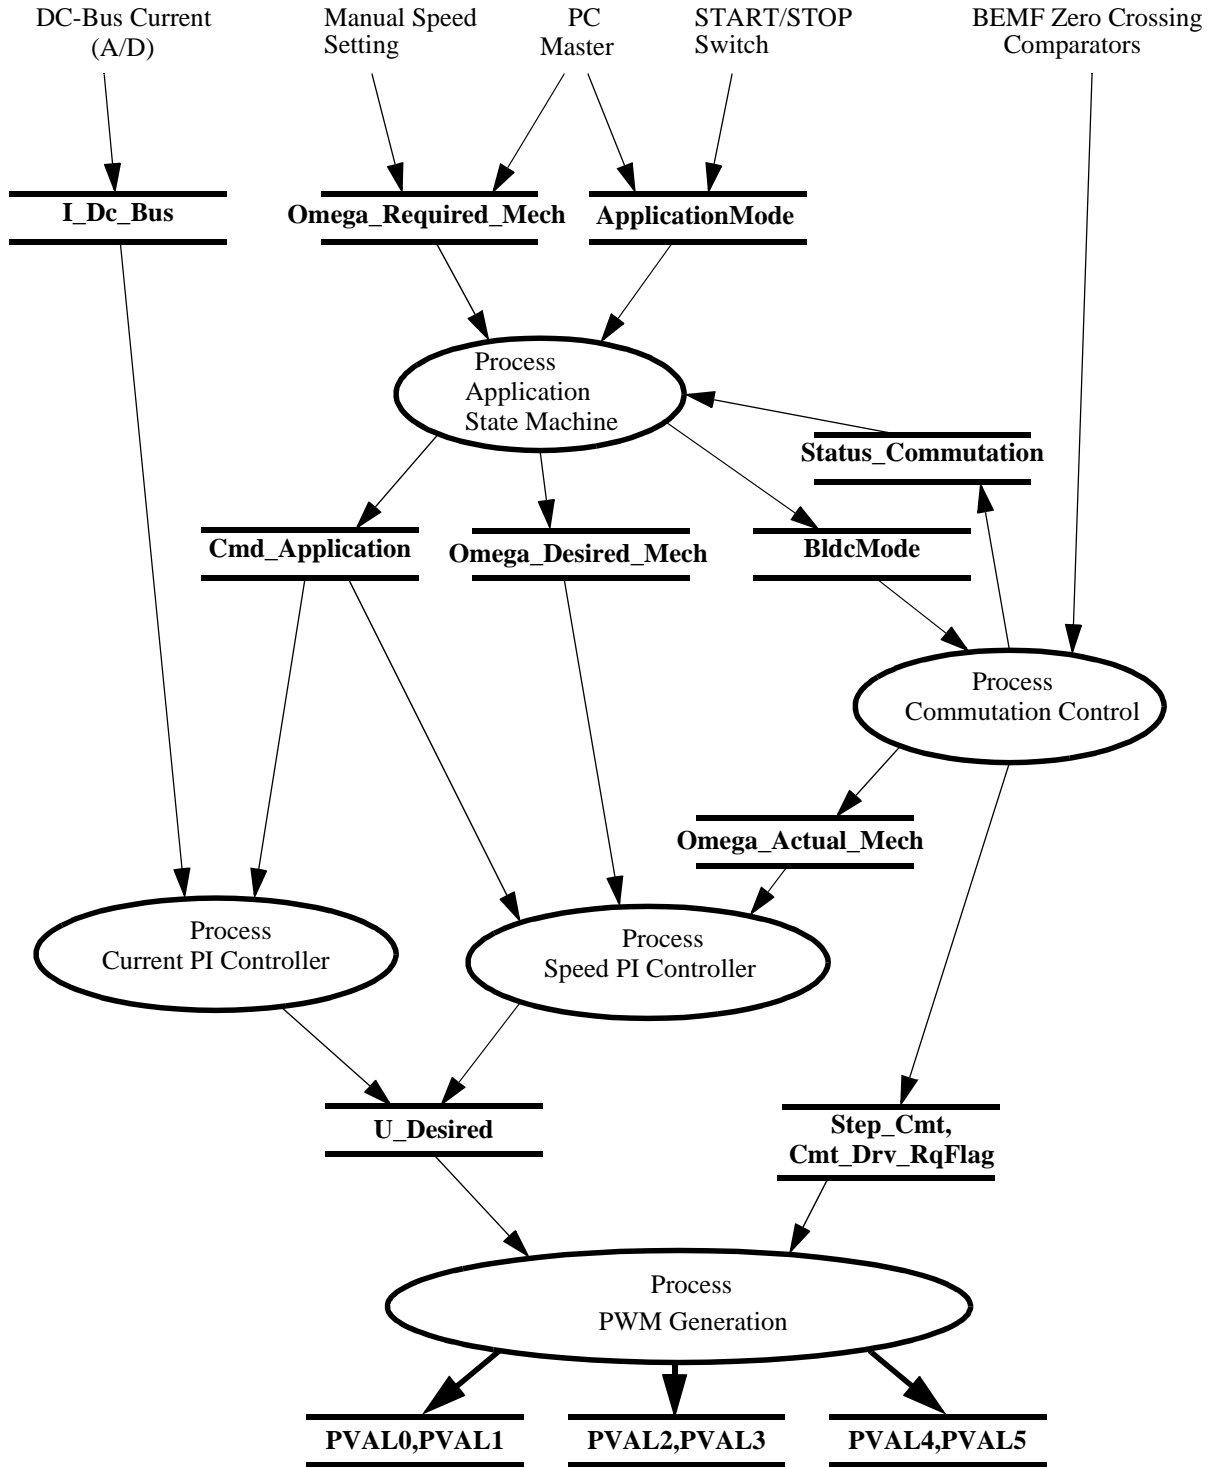 DC-Bus Current
(A/D)
Manual Speed
Setting
PC
Master
START/STOP
Switch
BEMF Zero Crossing
Comparators
I_Dc_Bus
Omega_Required_Mech
ApplicationMode
Process
Application
State Machine
Status_Commutation
Cmd_Application
Omega_Desired_Mech
BldcMode
Process
Commutation Control
Omega_Actual_Mech
Process
Current PI Controller
Process
Speed PI Controller
U_Desired
Step_Cmt,
Cmt_Drv_RqFlag
Process
PWM Generation
PVAL0,PVAL1
PVAL2,PVAL3
PVAL4,PVAL5